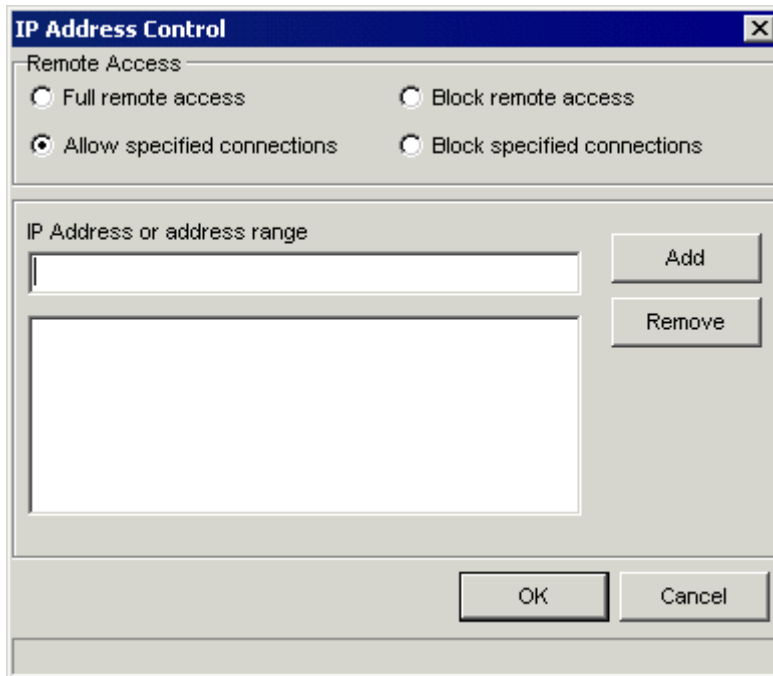 IP Address Control
Remote Access
Full remote access Block remote access
Allow specified connections Block specified connections
IP Address or address range
Add
Remove
OK Cancel